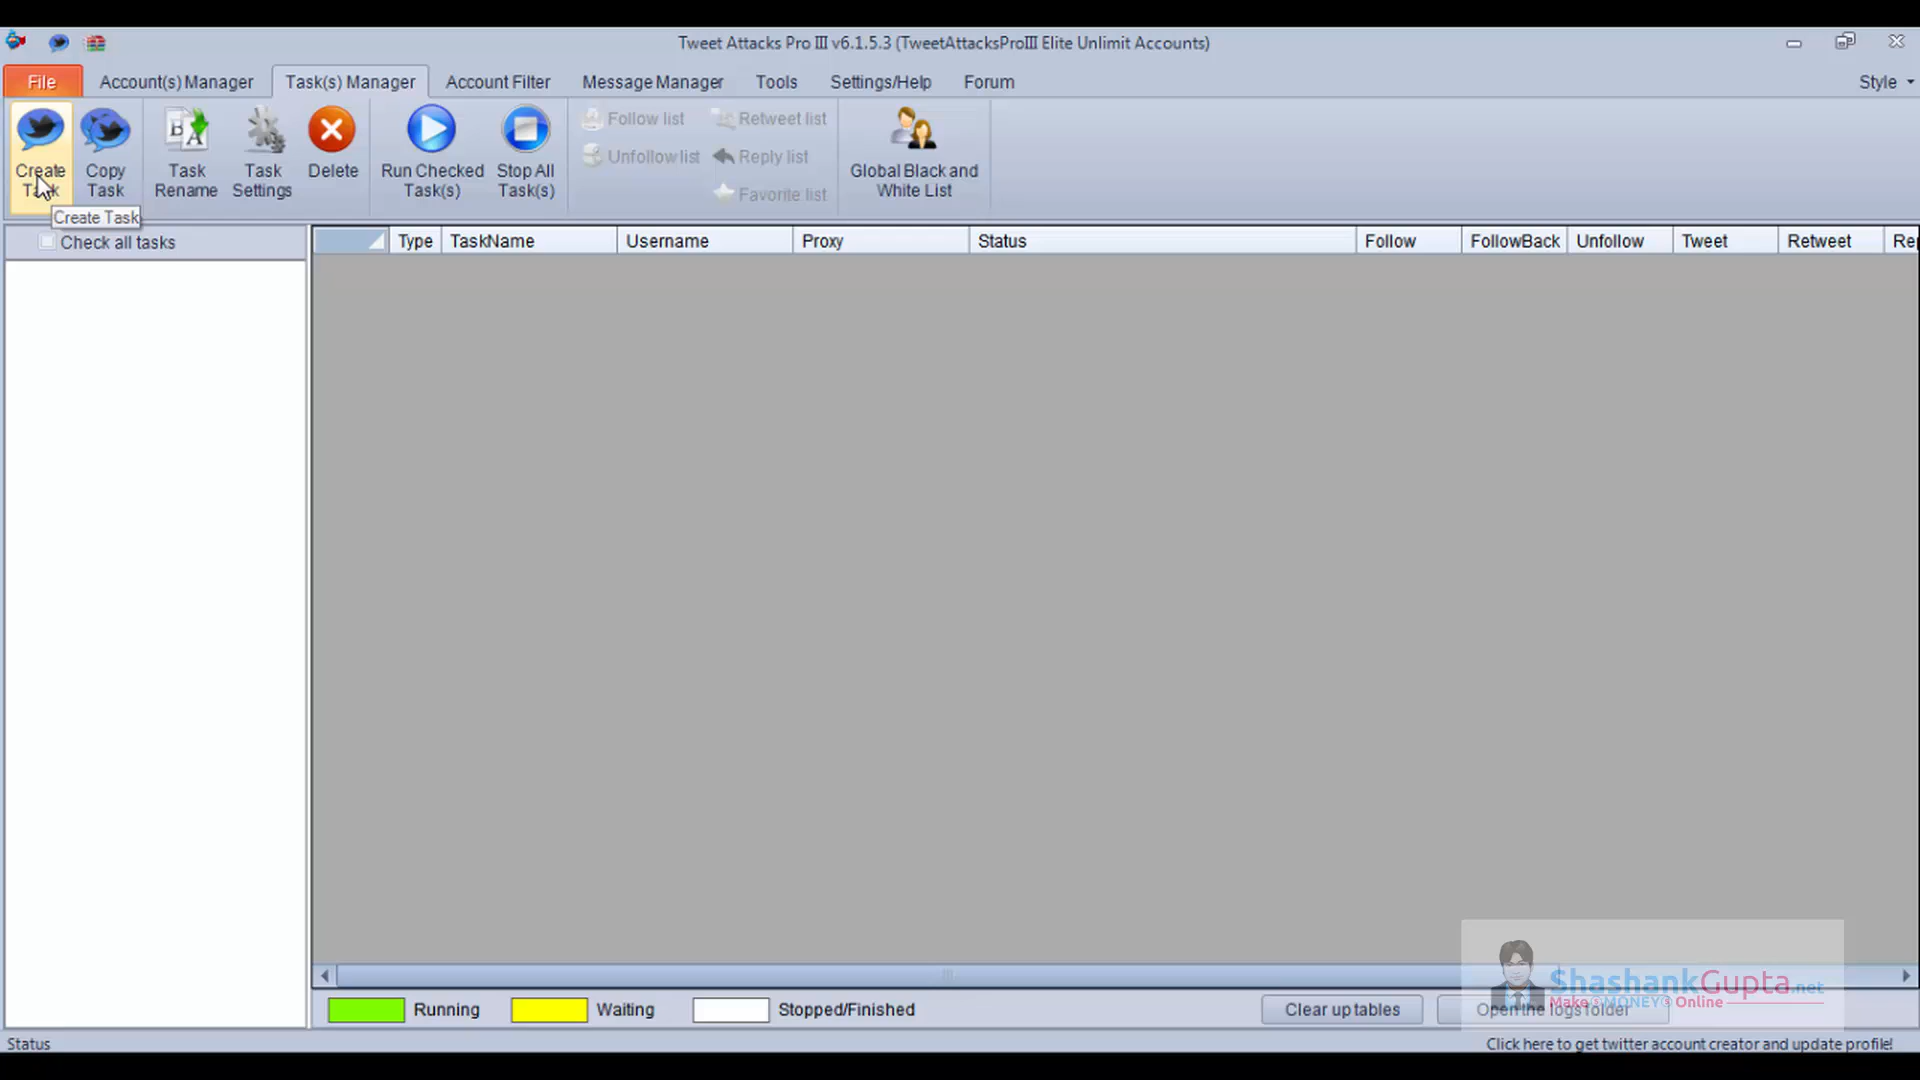 Tweet Attacks Pro III v6.1.5.3 (TweetAttacksProIII Elite Unlimit Accounts)
File Account(s) Manager Task(s) Manager Account Filter Message Manager Tools Settings/Help Forum Style
Create Task
Copy Task
Task Rename
Task Settings
Delete
Run Checked Task(s)
Stop All Task(s)
Follow list
Unfollow list
Retweet list
Reply list
Favorite list
Global Black and White List
Create Task
Check all tasks
Type TaskName Username Proxy Status Follow FollowBack Unfollow Tweet Retweet Rep
Running Waiting Stopped/Finished Clear up tables Open the logs folder
ShashankGupta.net
Make MONEY Online
Status
Click here to get twitter account creator and update profile!